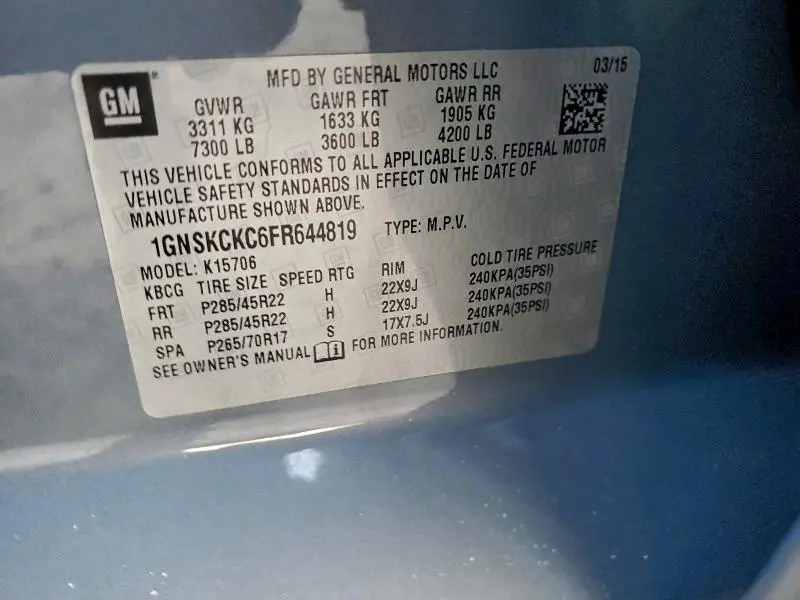 GM
MFD BY GENERAL MOTORS LLC 03/15
GVWR GAWR FRT GAWR RR
3311 KG 1633 KG 1905 KG
7300 LB 3600 LB 4200 LB
THIS VEHICLE CONFORMS TO ALL APPLICABLE U.S. FEDERAL MOTOR
VEHICLE SAFETY STANDARDS IN EFFECT ON THE DATE OF
MANUFACTURE SHOWN ABOVE.
1GNSKCKC6FR644819 TYPE: M.P.V.
MODEL: K15706
KBCG TIRE SIZE SPEED RTG RIM COLD TIRE PRESSURE
FRT P285/45R22 H 22X9J 240KPA(35PSI)
RR P285/45R22 H 22X9J 240KPA(35PSI)
SPA P265/70R17 S 17X7.5J 240KPA(35PSI)
SEE OWNER'S MANUAL FOR MORE INFORMATION.